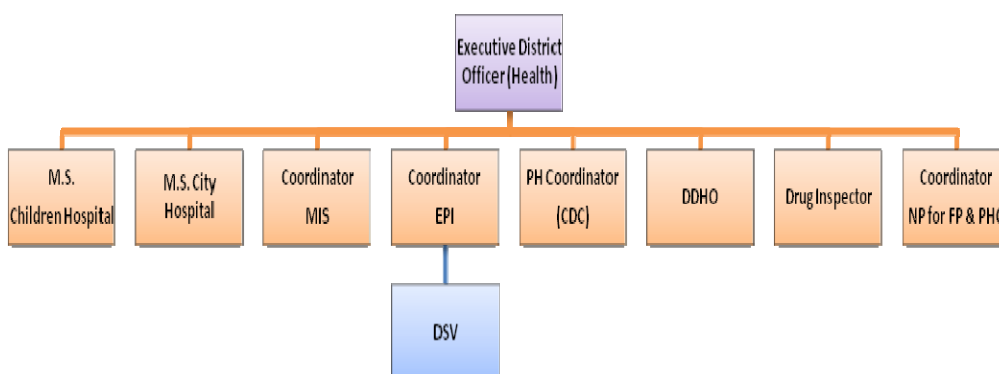 Executive District
Officer (Health)
M.S.
Children Hospital
M.S. City
Hospital
Coordinator
MIS
Coordinator
EPI
PH Coordinator
(CDC)
DDHO
Drug Inspector
Coordinator
NP for FP & PHC
DSV